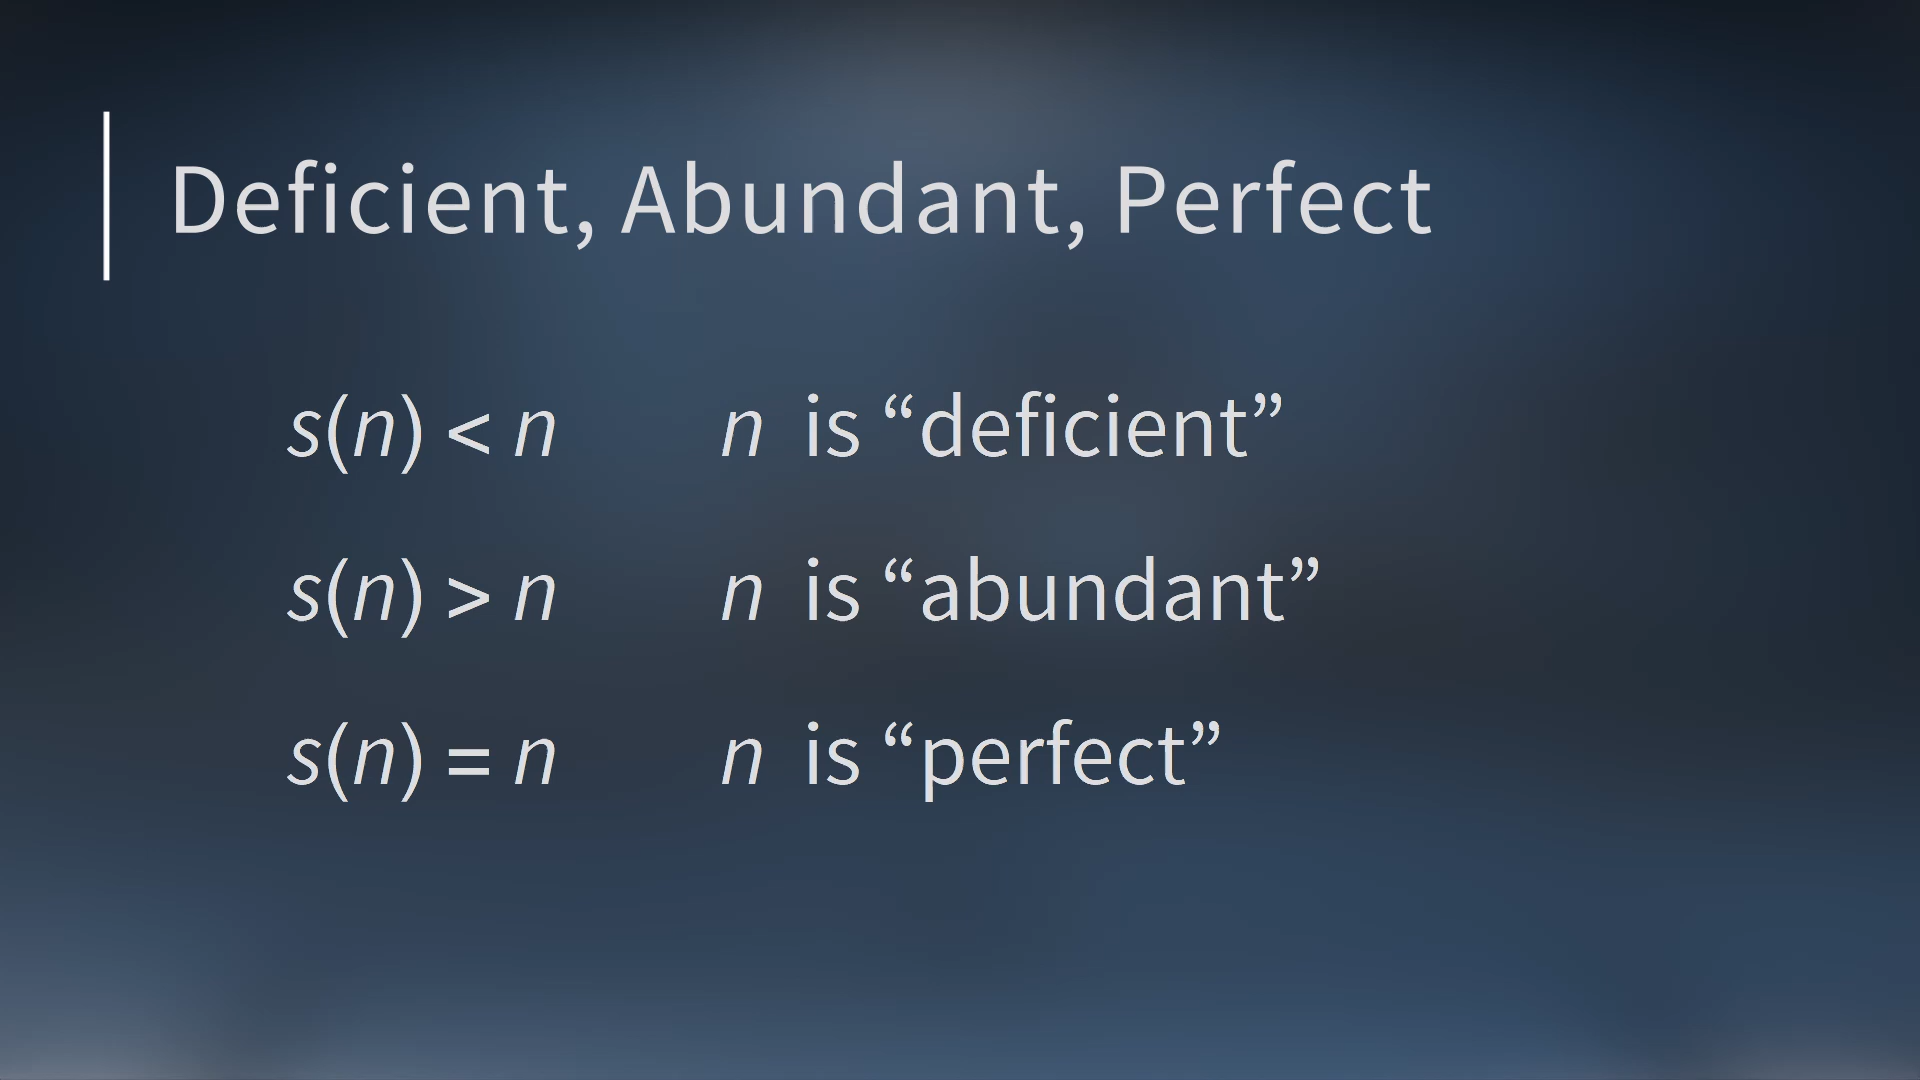 Deficient, Abundant, Perfect
s(n) < n n is “deficient”
s(n) > n n is “abundant”
s(n) = n n is “perfect”